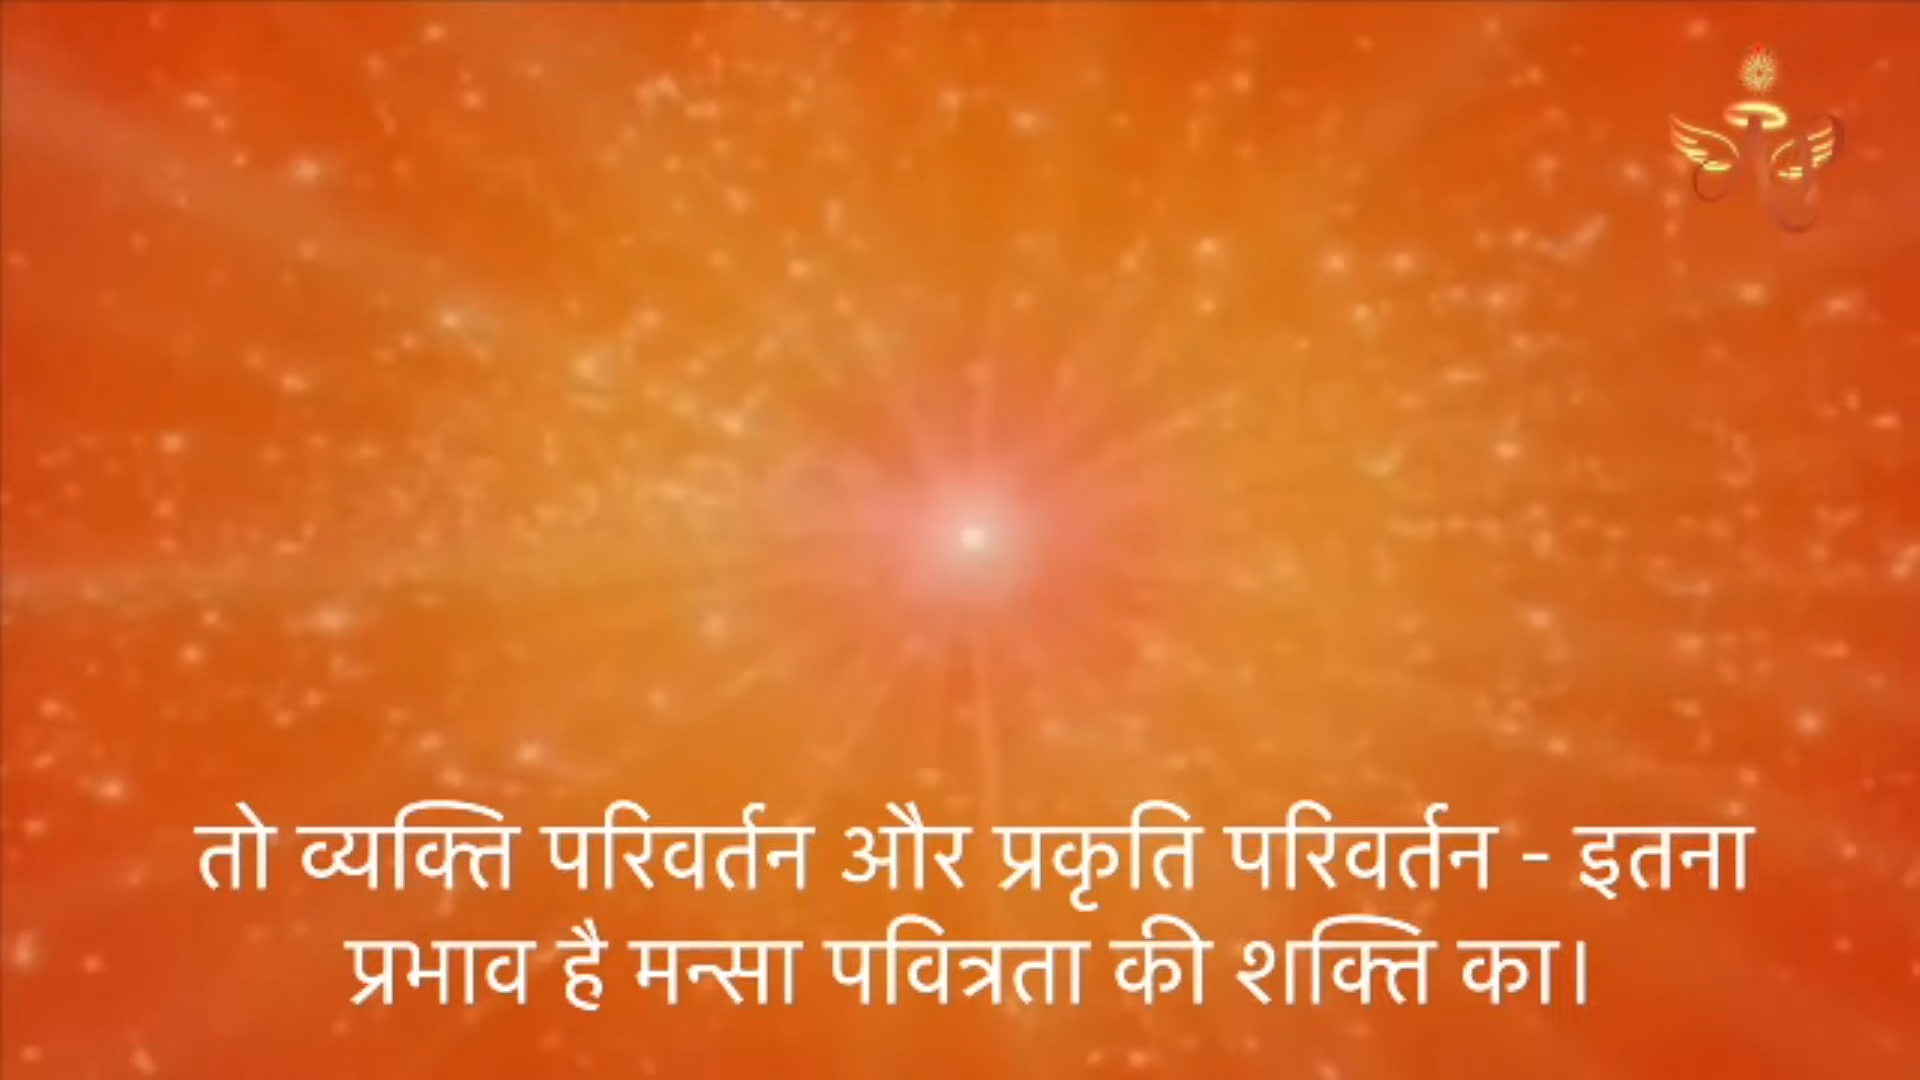 तो व्यक्ति परिवर्तन और प्रकृति परिवर्तन - इतना
प्रभाव है मन्सा पवित्रता की शक्ति का।